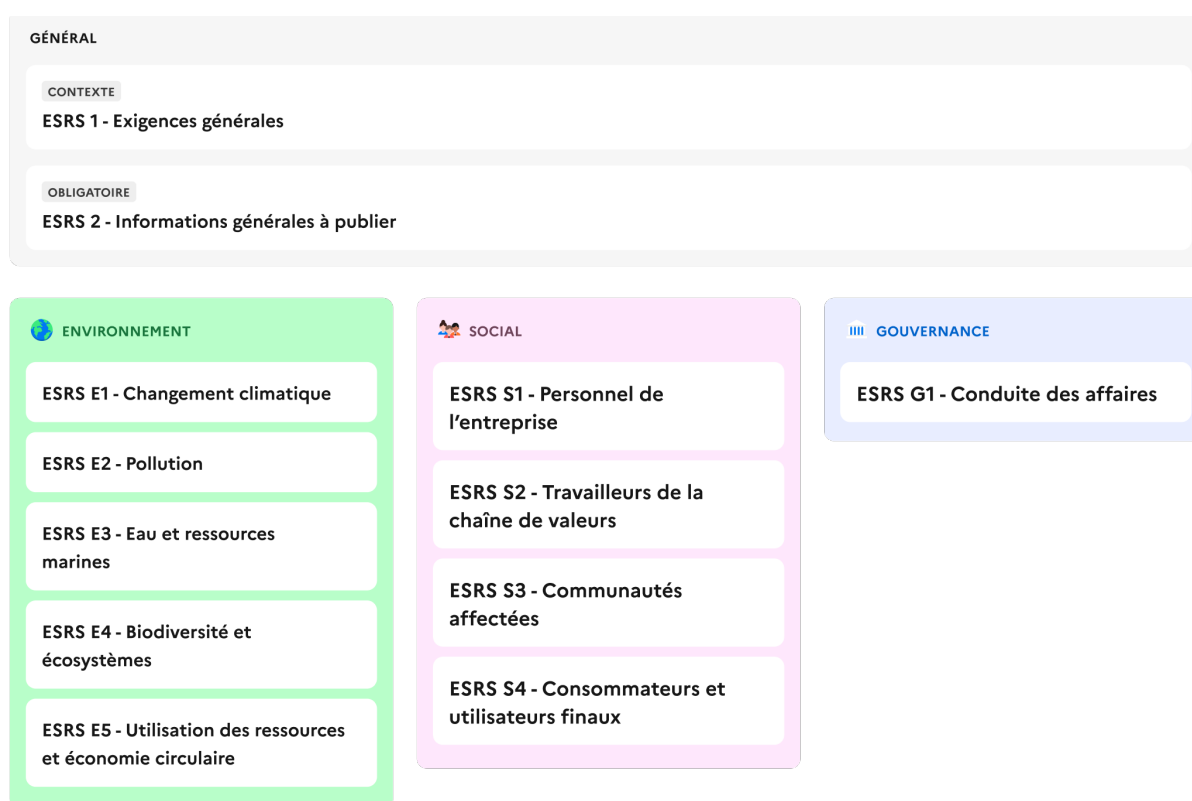 GÉNÉRAL
CONTEXTE
ESRS 1 - Exigences générales
OBLIGATOIRE
ESRS 2 - Informations générales à publier
ENVIRONNEMENT
ESRS E1 - Changement climatique
ESRS E2 - Pollution
ESRS E3 - Eau et ressources
marines
ESRS E4 - Biodiversité et
écosystèmes
ESRS E5 - Utilisation des ressources
et économie circulaire
SOCIAL
ESRS S1 - Personnel de
l’entreprise
ESRS S2 - Travailleurs de la
chaîne de valeurs
ESRS S3 - Communautés
affectées
ESRS S4 - Consommateurs et
utilisateurs finaux
GOUVERNANCE
ESRS G1 - Conduite des affaires